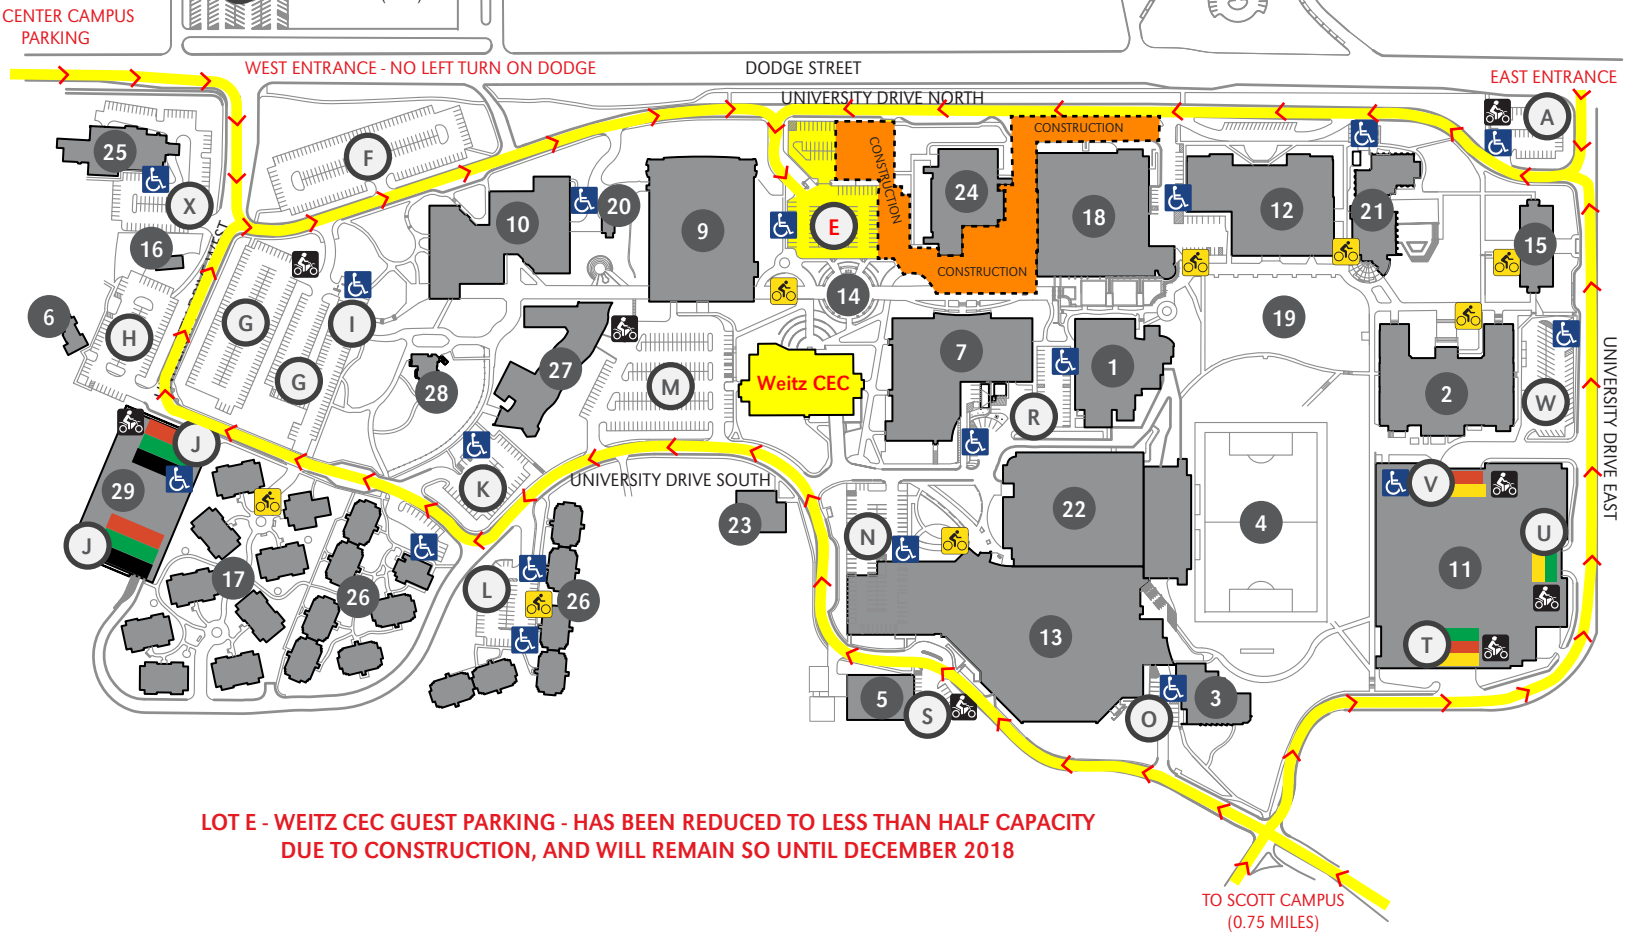 CENTER CAMPUS
PARKING
WEST ENTRANCE - NO LEFT TURN ON DODGE
DODGE STREET
EAST ENTRANCE
UNIVERSITY DRIVE NORTH
CONSTRUCTION
A
25
F
CONSTRUCTION
24
X
10
20
9
E
18
12
21
15
16
WEST
CONSTRUCTION
14
6
H
G
I
19
7
1
27
28
G
M
Weitz CEC
R
2
W
UNIVERSITY DRIVE EAST
J
29
K
UNIVERSITY DRIVE SOUTH
23
22
4
V
N
U
J
17
26
L
26
11
13
T
5
S
O
3
LOT E - WEITZ CEC GUEST PARKING - HAS BEEN REDUCED TO LESS THAN HALF CAPACITY
DUE TO CONSTRUCTION, AND WILL REMAIN SO UNTIL DECEMBER 2018
TO SCOTT CAMPUS
(0.75 MILES)